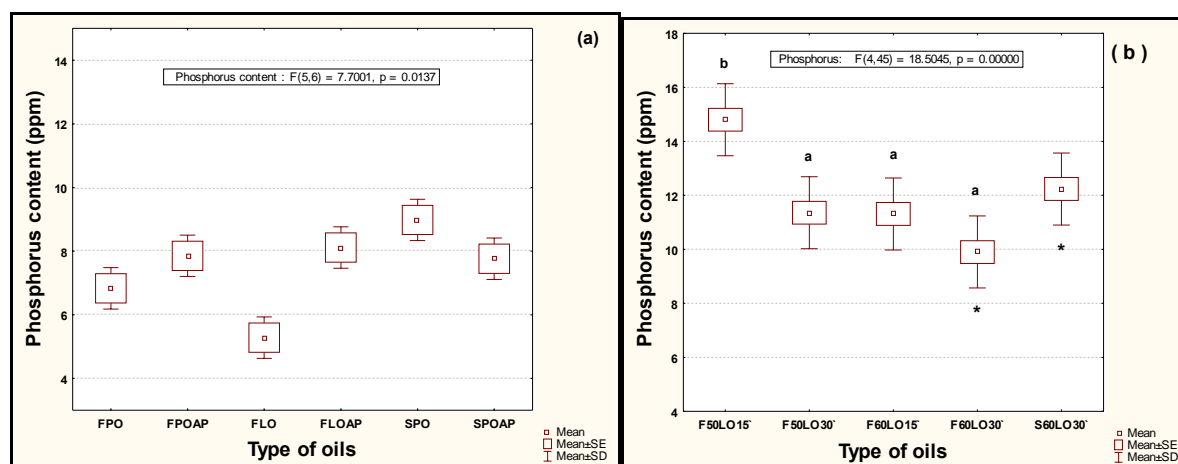 (a)
Phosphorus content : F(5,6) = 7.7001, p = 0.0137
Phosphorus content (ppm)
14
12
10
8
6
4
FPO FPOAP FLO FLOAP SPO SPOAP
Type of oils
Mean
Mean±SE
Mean±SD
( b )
Phosphorus: F(4,45) = 18.5045, p = 0.00000
Phosphorus content (ppm)
18
16
14
12
10
8
6
4
b
a
a
a
*
*
F50LO15` F50LO30` F60LO15` F60LO30` S60LO30`
Type of oils
Mean
Mean±SE
Mean±SD